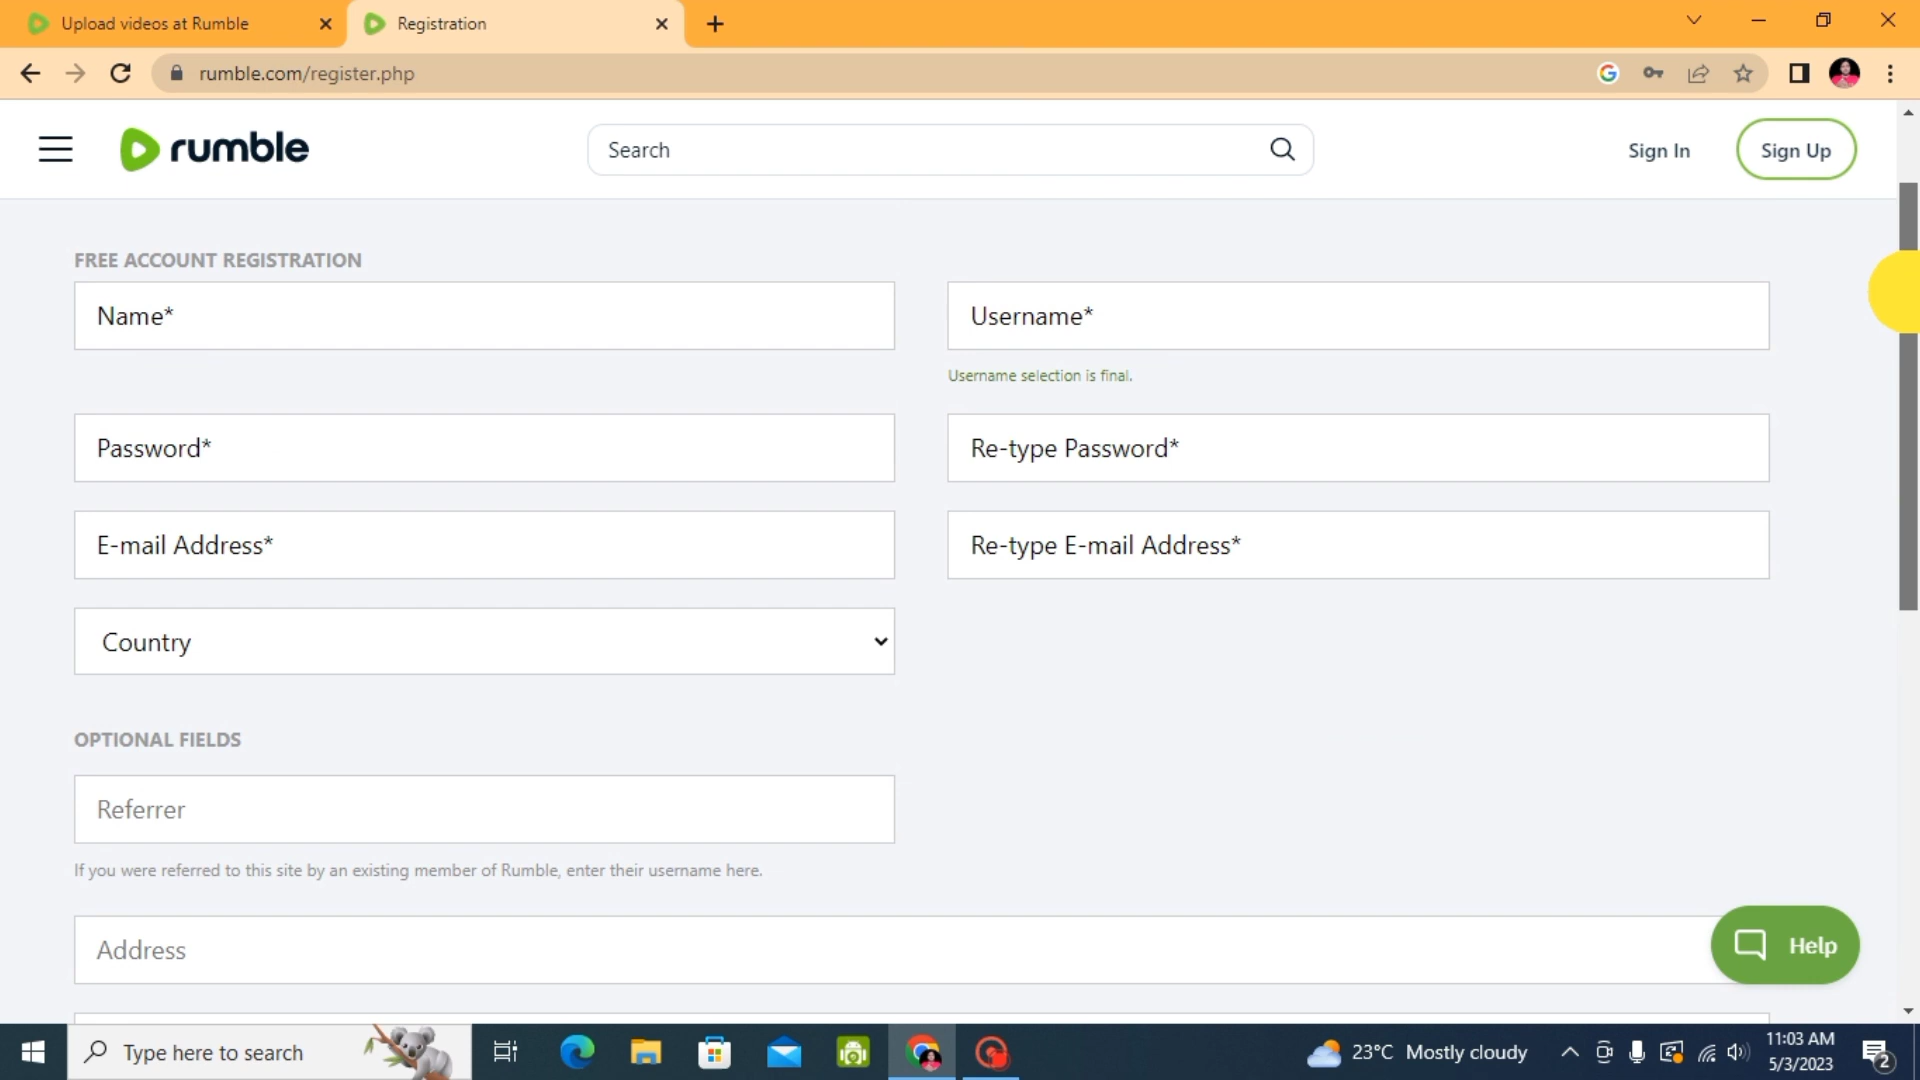 Upload videos at Rumble
Registration
rumble.com/register.php
rumble
Search
Sign In
Sign Up
FREE ACCOUNT REGISTRATION
Name*
Username*
Username selection is final.
Password*
Re-type Password*
E-mail Address*
Re-type E-mail Address*
Country
OPTIONAL FIELDS
Referrer
If you were referred to this site by an existing member of Rumble, enter their username here.
Address
Help
Type here to search
23°C Mostly cloudy
11:03 AM
5/3/2023
2